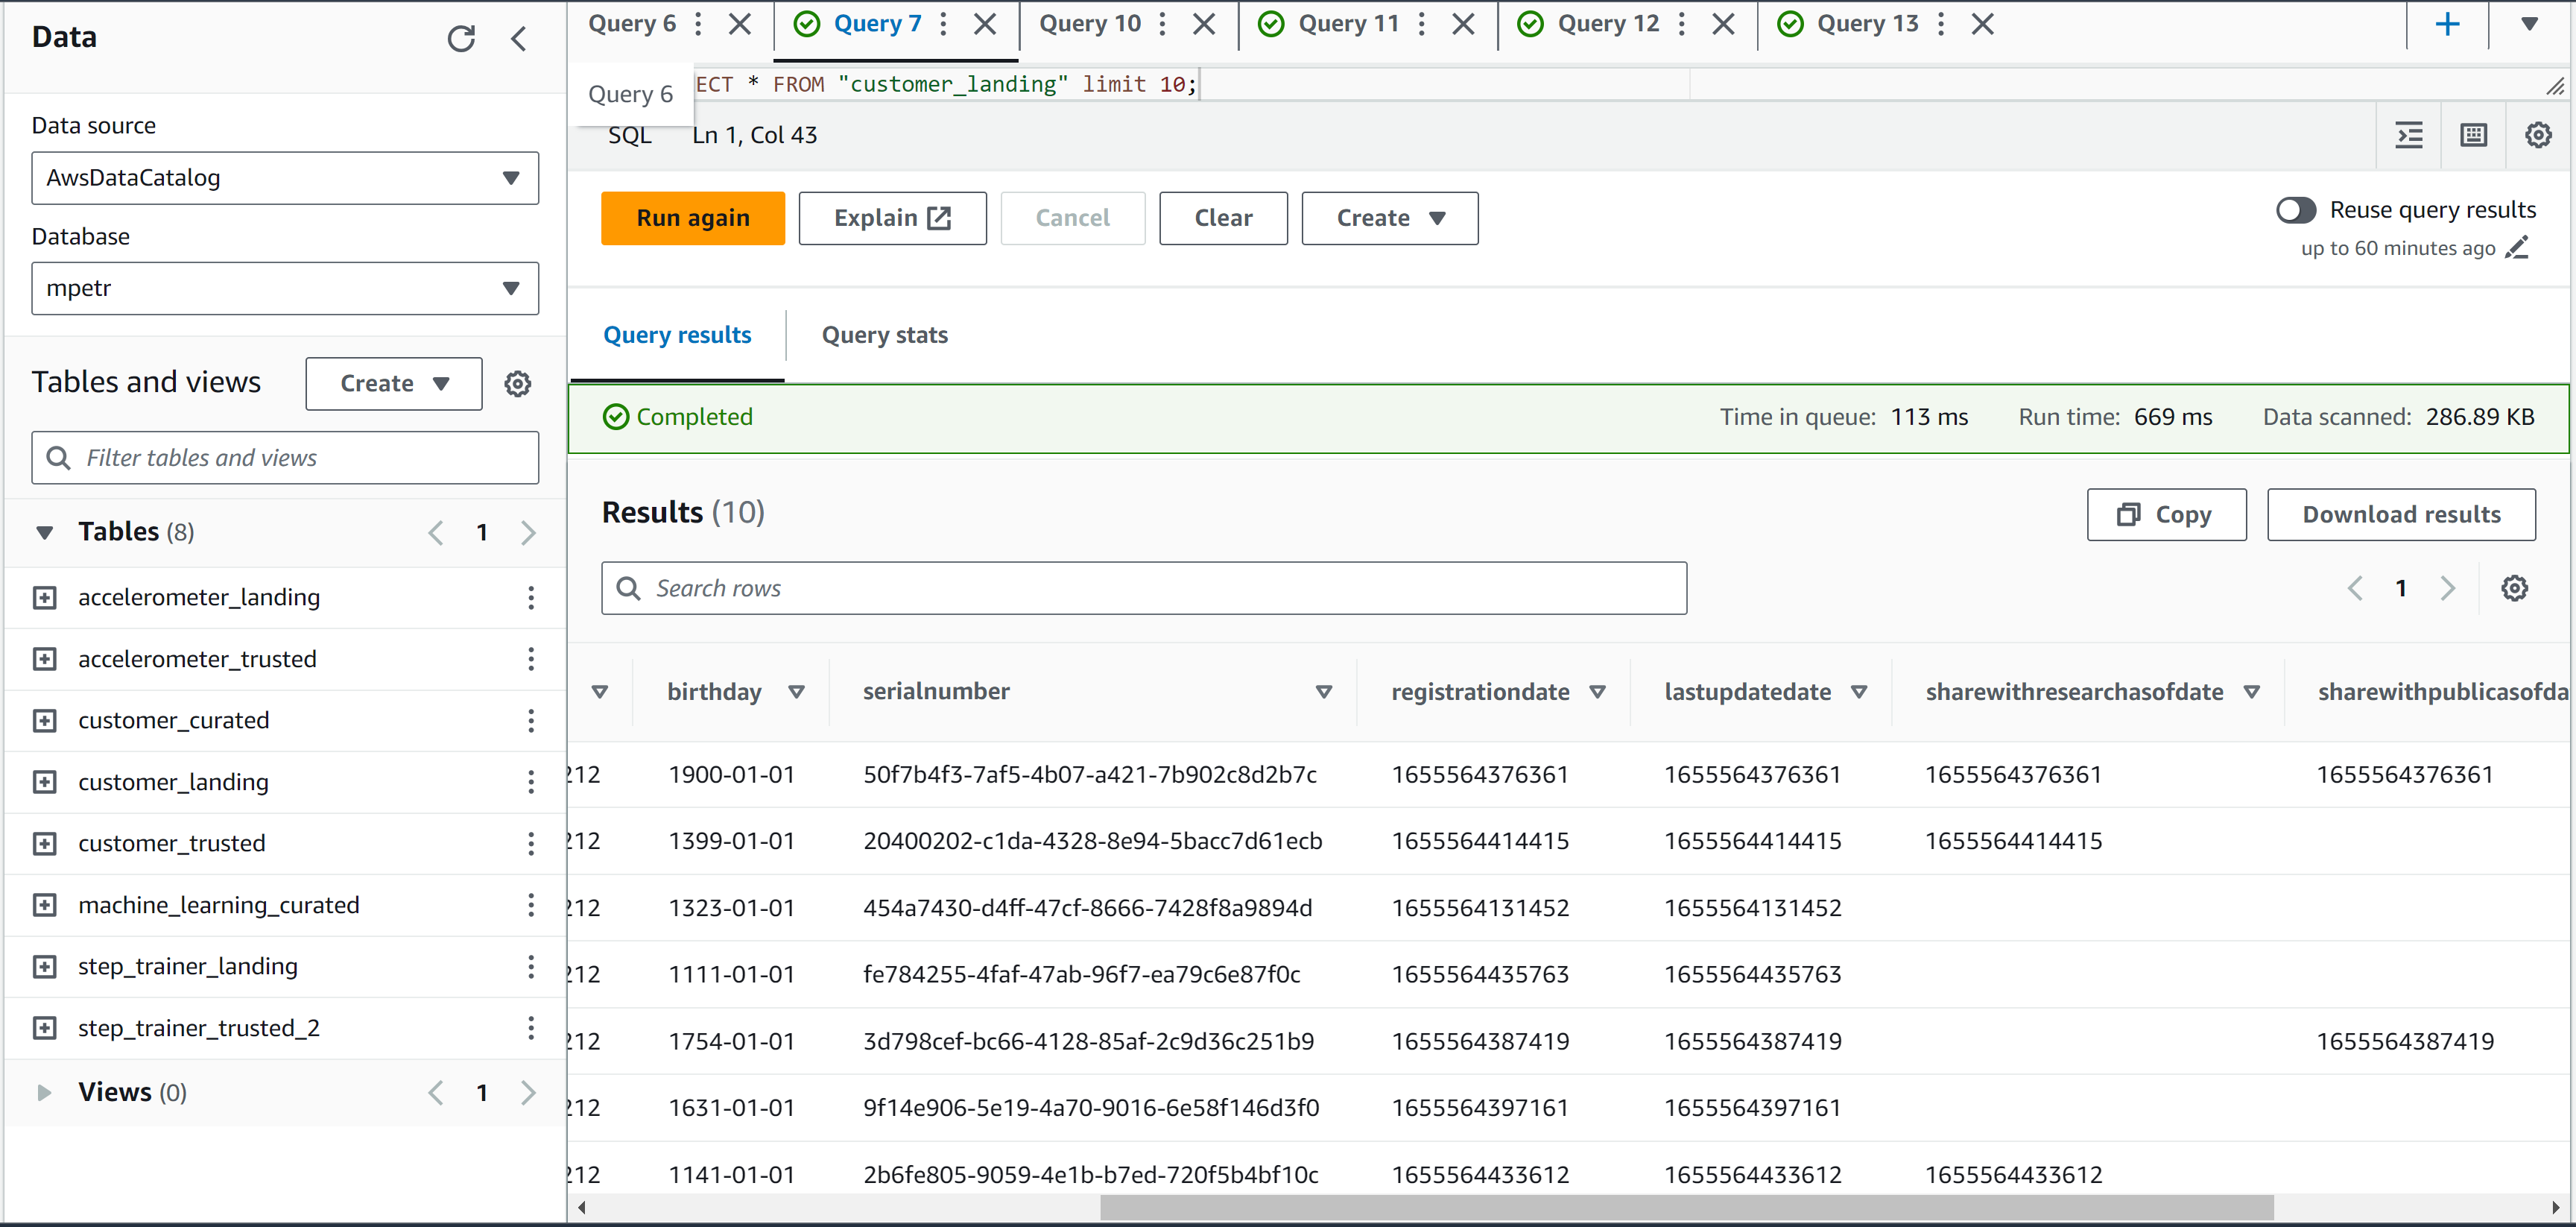 Data
Data source
AwsDataCatalog
Database
mpetr
Tables and views
Create
Filter tables and views
Tables (8)
1
accelerometer_landing
accelerometer_trusted
customer_curated
customer_landing
customer_trusted
machine_learning_curated
step_trainer_landing
step_trainer_trusted_2
Views (0)
1
Query 6 Query 7 Query 10 Query 11 Query 12 Query 13
Query 6
ECT * FROM "customer_landing" limit 10;
SQL Ln 1, Col 43
Run again Explain Cancel Clear Create
Reuse query results
up to 60 minutes ago
Query results Query stats
Completed Time in queue: 113 ms Run time: 669 ms Data scanned: 286.89 KB
Results (10) Copy Download results
Search rows 1
birthday serialnumber registrationdate lastupdatedate sharewithresearchasofdate sharewithpublicasofda
212 1900-01-01 50f7b4f3-7af5-4b07-a421-7b902c8d2b7c 1655564376361 1655564376361 1655564376361 1655564376361
212 1399-01-01 20400202-c1da-4328-8e94-5bacc7d61ecb 1655564414415 1655564414415 1655564414415
212 1323-01-01 454a7430-d4ff-47cf-8666-7428f8a9894d 1655564131452 1655564131452
212 1111-01-01 fe784255-4faf-47ab-96f7-ea79c6e87f0c 1655564435763 1655564435763
212 1754-01-01 3d798cef-bc66-4128-85af-2c9d36c251b9 1655564387419 1655564387419 1655564387419
212 1631-01-01 9f14e906-5e19-4a70-9016-6e58f146d3f0 1655564397161 1655564397161
212 1141-01-01 2b6fe805-9059-4e1b-b7ed-720f5b4bf10c 1655564433612 1655564433612 1655564433612